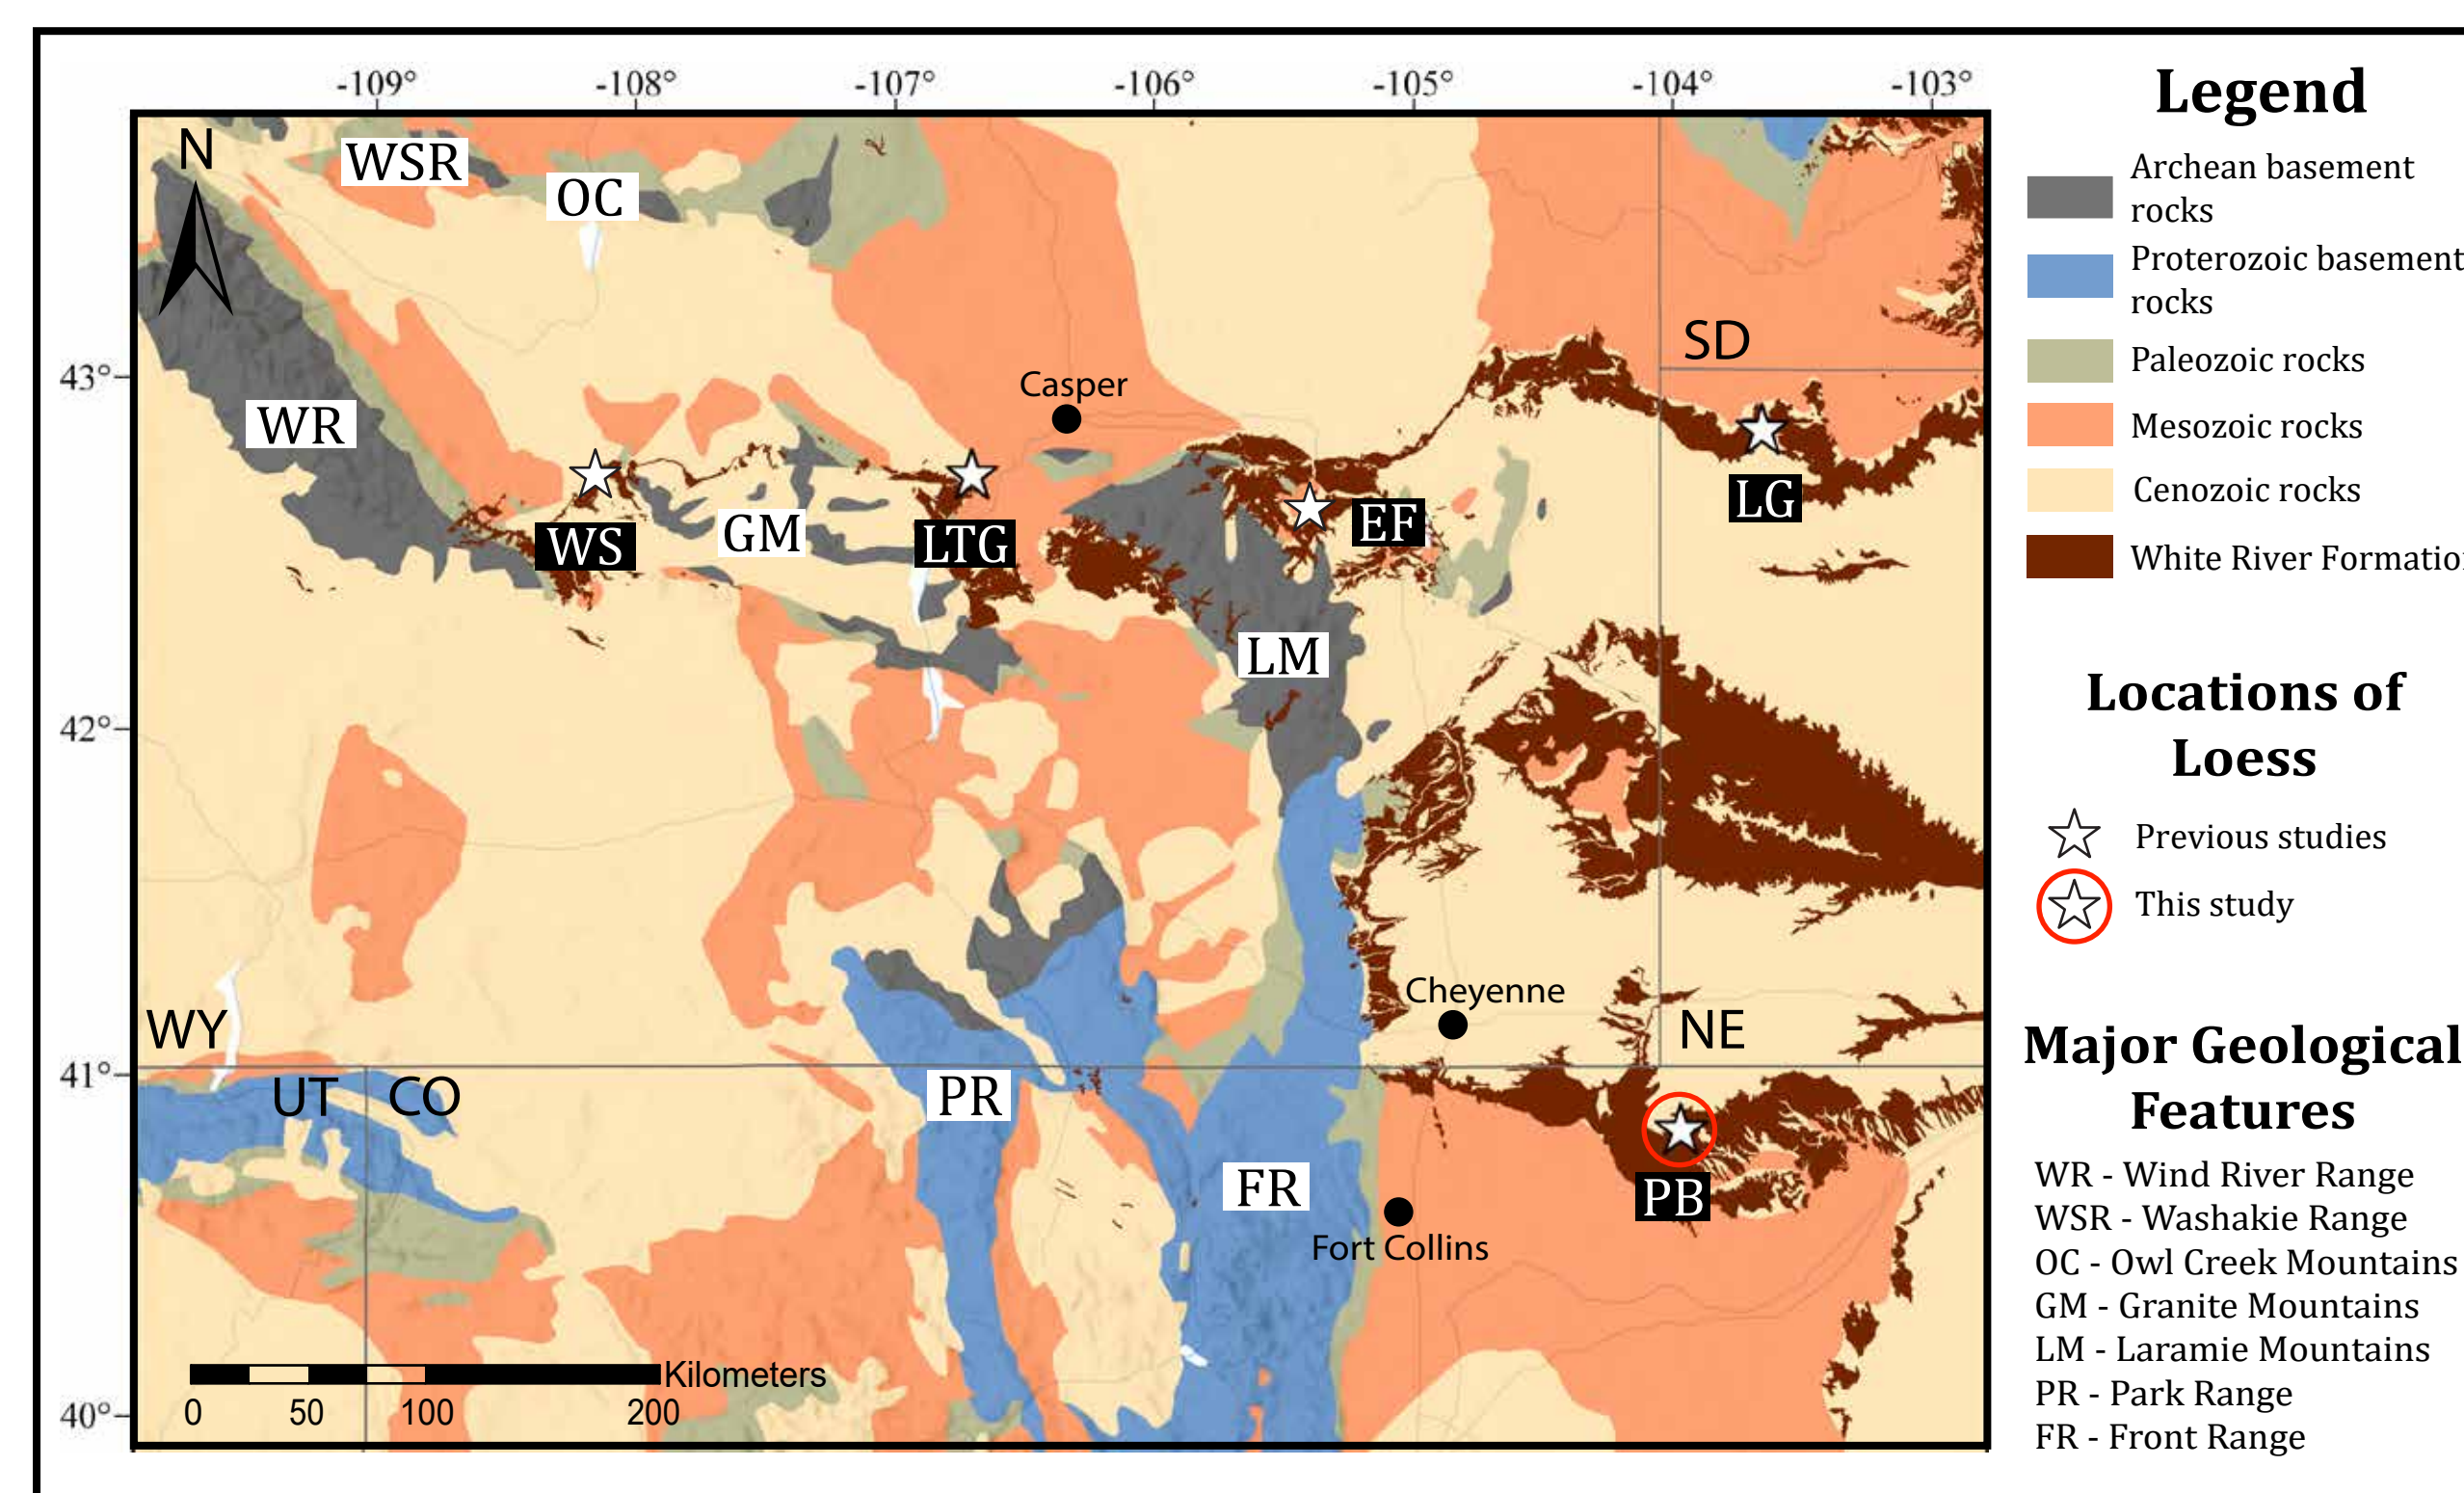 -109° -108° -107° -106° -105° -104° -103°
N
WSR
OC
SD
43°
Casper
WR
LG
WS
GM
LTG
EF
LM
42°
Cheyenne
WY
NE
41°
UT CO
PR
FR
PB
Fort Collins
Kilometers
0 50 100 200
40°
Legend
Archean basement
rocks
Proterozoic basement
rocks
Paleozoic rocks
Mesozoic rocks
Cenozoic rocks
White River Formatio
Locations of
Loess
Previous studies
This study
Major Geological
Features
WR - Wind River Range
WSR - Washakie Range
OC - Owl Creek Mountains
GM - Granite Mountains
LM - Laramie Mountains
PR - Park Range
FR - Front Range